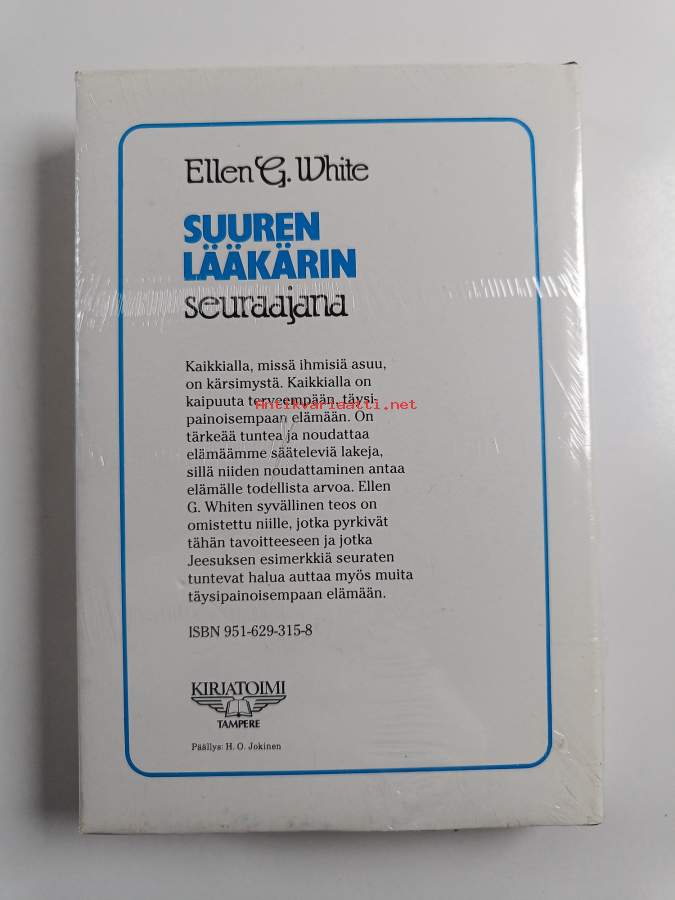 Ellen G. White
SUUREN
LÄÄKÄRIN
seuraajana
Kaikkialla, missä ihmisiä asuu,
on kärsimystä. Kaikkialla on
kaipuuta terveempään, täysi-
Antikvariaatti.net
painoisempaan elämään. On
tärkeää tuntea ja noudattaa
elämäämme sääteleviä lakeja,
sillä niiden noudattaminen antaa
elämälle todellista arvoa. Ellen
G. Whiten syvällinen teos on
omistettu niille, jotka pyrkivät
tähän tavoitteeseen ja jotka
Jeesuksen esimerkkiä seuraten
tuntevat halua auttaa myös muita
täysipainoisempaan elämään.
ISBN 951-629-315-8
KIRJATOIMI
TAMPERE
Päällys: H. O. Jokinen